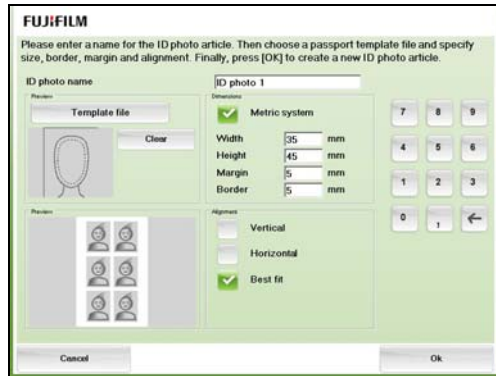 FUJIFILM
Please enter a name for the ID photo article. Then choose a passport template file and specify
size, border, margin and alignment. Finally, press [OK] to create a new ID photo article.
ID photo name
ID photo 1
Preview
Template file
Clear
Dimensions
Metric system
Width 35 mm
Height 45 mm
Margin 5 mm
Border 5 mm
7 8 9
4 5 6
1 2 3
0 , ←
Preview
Alignment
Vertical
Horizontal
Best fit
Cancel
Ok